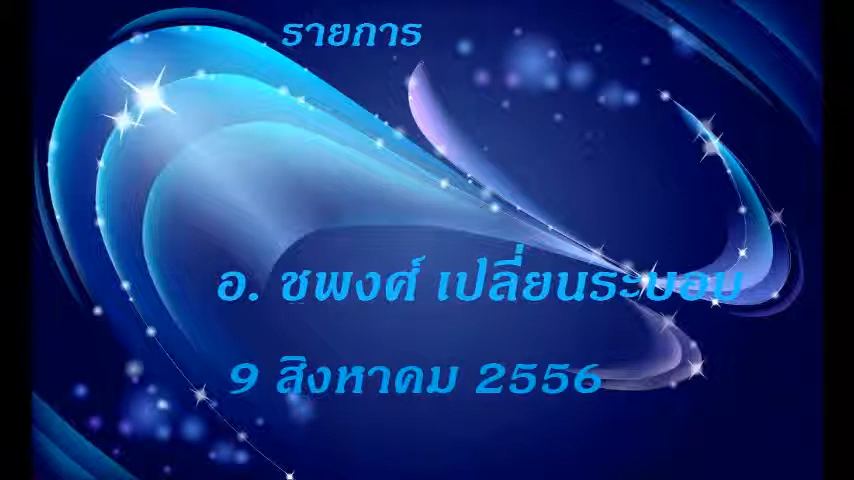 รายการ
อ. ชพงศ์ เปลี่ยนระบอบ
9 สิงหาคม 2556